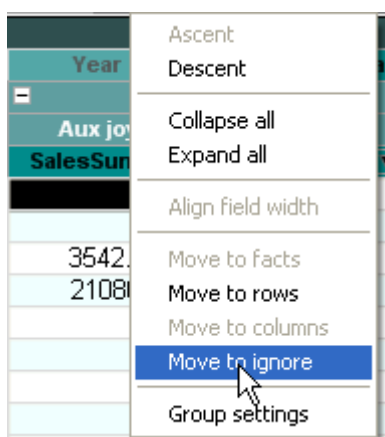 Year
Aux joy
SalesSum
3542.
2108
Ascent
Descent
Collapse all
Expand all
Align field width
Move to facts
Move to rows
Move to columns
Move to ignore
Group settings